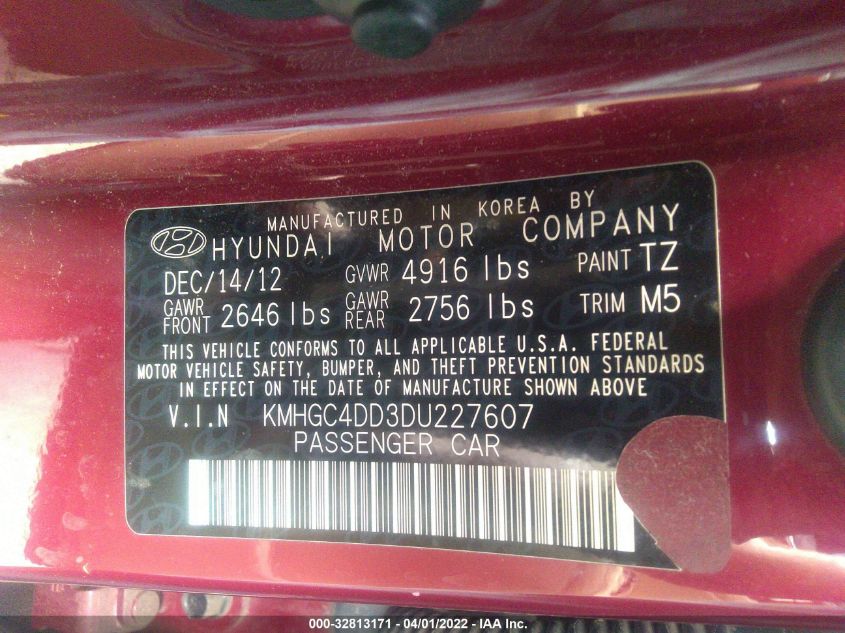 MANUFACTURED IN KOREA BY
HYUNDAI MOTOR COMPANY
DEC/14/12 GVWR 4916 lbs PAINT TZ
GAWR FRONT 2646 lbs GAWR REAR 2756 lbs TRIM M5
THIS VEHICLE CONFORMS TO ALL APPLICABLE U.S.A. FEDERAL
MOTOR VEHICLE SAFETY, BUMPER, AND THEFT PREVENTION STANDARDS
IN EFFECT ON THE DATE OF MANUFACTURE SHOWN ABOVE
V.I.N KMHGC4DD3DU227607
PASSENGER CAR
000-32813171 - 04/01/2022 - IAA Inc.